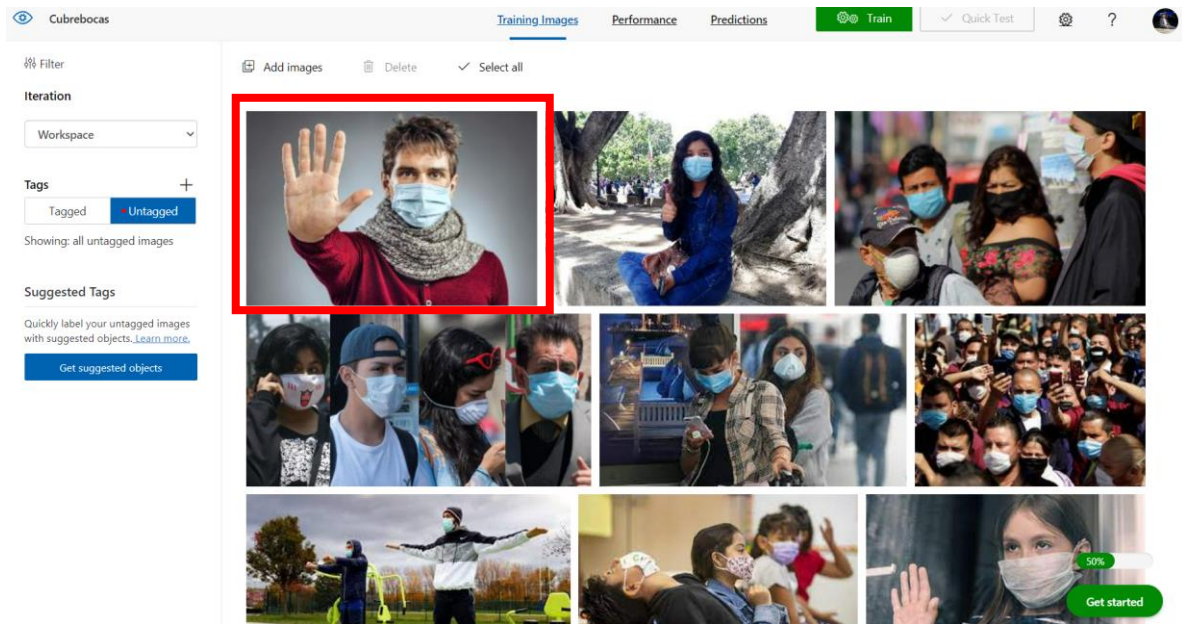 Cubrebocas
Training Images
Performance
Predictions
Train
Quick Test
?
Filter
Add images
Delete
Select all
Iteration
Workspace
Tags
+
Tagged
Untagged
Showing: all untagged images
Suggested Tags
Quickly label your untagged images
with suggested objects. Learn more.
Get suggested objects
50%
Get started